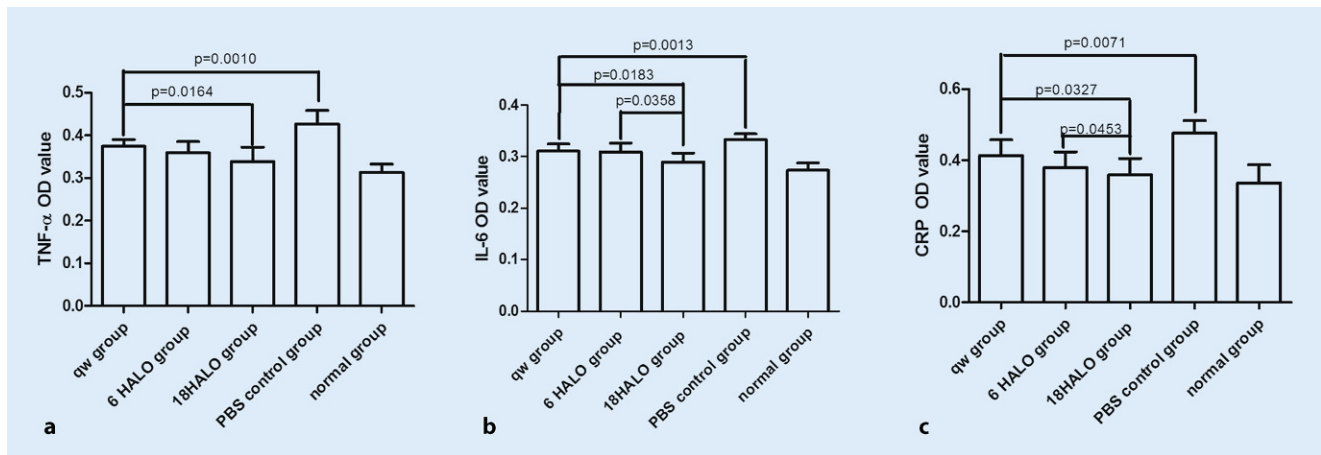 p=0.0010
p=0.0164
TNF-α OD value
0.5
0.4
0.3
0.2
0.1
0.0
qw group
6 HALO group
18HALO group
PBS control group
normal group
a
p=0.0013
p=0.0183
p=0.0358
IL-6 OD value
0.4
0.3
0.2
0.1
0.0
qw group
6 HALO group
18HALO group
PBS control group
normal group
b
p=0.0071
p=0.0327
p=0.0453
CRP OD value
0.6
0.4
0.2
0.0
qw group
6 HALO group
18HALO group
PBS control group
normal group
c